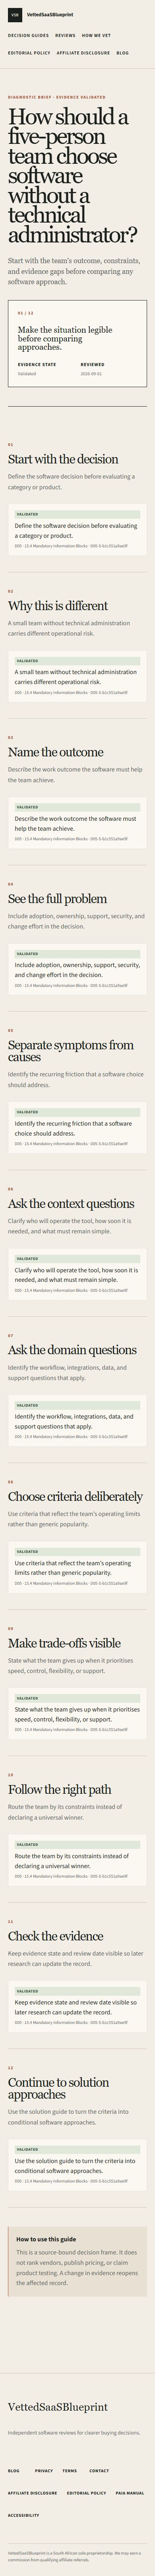 VSB VettedSaaSBlueprint
DECISION GUIDES REVIEWS HOW WE VET
EDITORIAL POLICY AFFILIATE DISCLOSURE BLOG
DIAGNOSTIC BRIEF · EVIDENCE VALIDATED
How should a
five-person
team choose
software
without a
technical
administrator?
Start with the team's outcome, constraints,
and evidence gaps before comparing any
software approach.
01 / 12
Make the situation legible
before comparing
approaches.
EVIDENCE STATE REVIEWED
Validated
01
Start with the decision
Define the software decision before evaluating
a category or product.
VALIDATED
Define the software decision before evaluating
a category or product.
02
Why this is different
A small team without technical administration
carries different operational risk.
VALIDATED
A small team without technical administration
carries different operational risk.
03
Name the outcome
Describe the work outcome the software must help
the team achieve.
VALIDATED
Describe the work outcome the software must
help the team achieve.
04
See the full problem
Include adoption, ownership, support, security, and
change effort in the decision.
VALIDATED
Include adoption, ownership, support, security,
and change effort in the decision.
05
Separate symptoms from
causes
Identify the recurring friction that a software choice
should address.
VALIDATED
Identify the recurring friction that a software
choice should address.
06
Ask the context questions
Clarify who will operate the tool, how soon it is
needed, and what must remain simple.
VALIDATED
Clarify who will operate the tool, how soon it is
needed, and what must remain simple.
07
Ask the domain questions
Identify the workflow, integrations, data, and
support questions that apply.
VALIDATED
Identify the workflow, integrations, data, and
support questions that apply.
08
Choose criteria deliberately
Use criteria that reflect the team's operating limits
rather than generic popularity.
VALIDATED
Use criteria that reflect the team's operating
limits rather than generic popularity.
09
Make trade-offs visible
State what the team gives up when it prioritises
speed, control, flexibility, or support.
VALIDATED
State what the team gives up when it prioritises
speed, control, flexibility, or support.
10
Follow the right path
Route the team by its constraints instead of
declaring a universal winner.
VALIDATED
Route the team by its constraints instead of
declaring a universal winner.
11
Check the evidence
Keep evidence state and review date visible so later
research can update the record.
VALIDATED
Keep evidence state and review date visible so
later research can update the record.
12
Continue to solution
approaches
Use the solution guide to turn the criteria into
conditional software approaches.
VALIDATED
Use the solution guide to turn the criteria into
conditional software approaches.
How to use this guide
This is a source-bound decision frame. It does
not rank vendors, publish pricing, or claim
product testing. A change in evidence reopens
the affected record.
VettedSaaSBlueprint
Independent software reviews for clearer buying decisions.
BLOG PRIVACY TERMS CONTACT
AFFILIATE DISCLOSURE EDITORIAL POLICY PAIA MANUAL
ACCESSIBILITY
VettedSaaSBlueprint is a South African sole proprietorship. We may earn a
commission from qualifying affiliate referrals.